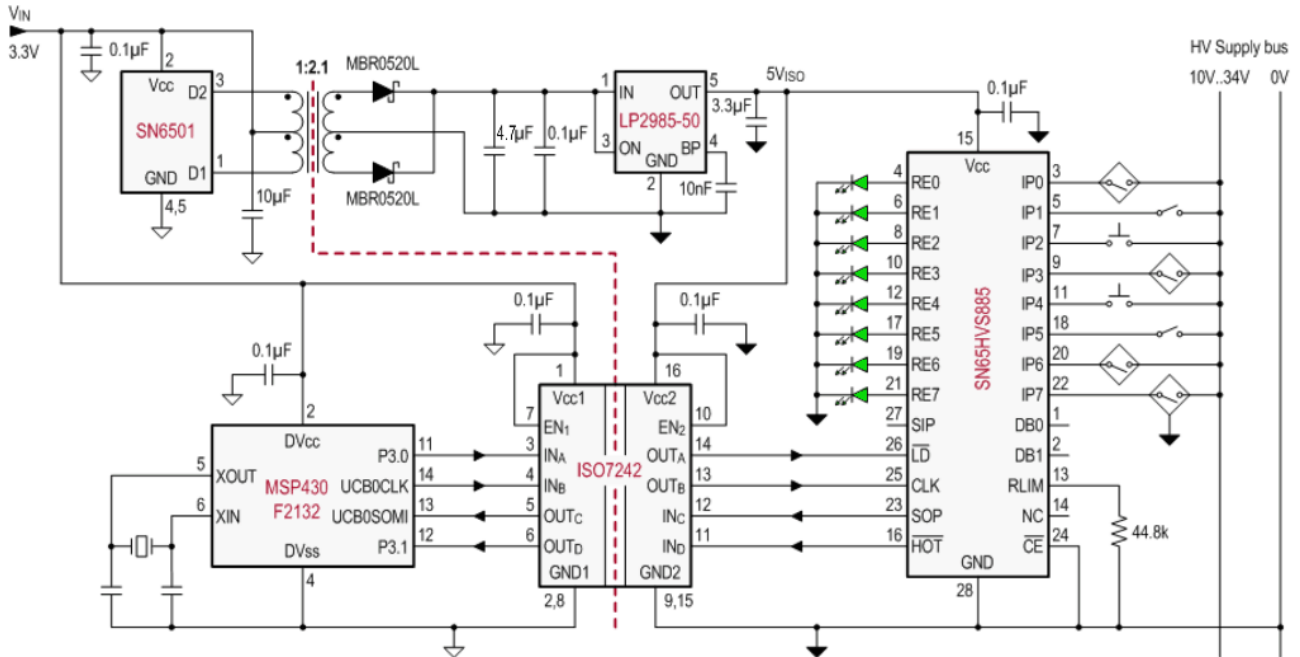 VIN
3.3V
0.1µF
2
Vcc
D2
3
SN6501
D1
1
GND
4,5
10µF
1:2.1
MBR0520L
MBR0520L
4.7µF
0.1µF
1
IN
OUT
5
LP2985-50
3
ON
BP
4
GND
2
10nF
3.3µF
5VISO
0.1µF
HV Supply bus
10V..34V
0V
15
Vcc
4
RE0
IP0
3
6
RE1
IP1
5
8
RE2
IP2
7
10
RE3
IP3
9
12
RE4
IP4
11
17
RE5
IP5
18
19
RE6
IP6
20
21
RE7
IP7
22
27
SIP
DB0
1
26
LD
DB1
2
25
CLK
RLIM
13
23
SOP
NC
14
16
HOT
CE
24
SN65HVS885
GND
28
44.8k
0.1µF
0.1µF
0.1µF
1
16
Vcc1
Vcc2
7
EN1
EN2
10
3
INA
OUTA
14
ISO7242
4
INB
OUTB
13
5
OUTC
INC
12
6
OUTD
IND
11
GND1
GND2
2,8
9,15
2
DVcc
5
XOUT
P3.0
11
MSP430
F2132
UCB0CLK
14
6
XIN
UCB0SOMI
13
DVss
P3.1
12
4